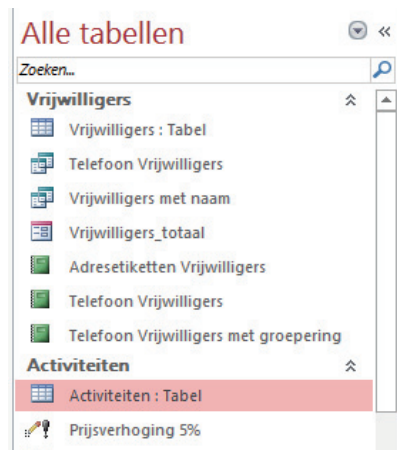 Alle tabellen
Zoeken...
Vrijwilligers
Vrijwilligers : Tabel
Telefoon Vrijwilligers
Vrijwilligers met naam
Vrijwilligers_totaal
Adresetiketten Vrijwilligers
Telefoon Vrijwilligers
Telefoon Vrijwilligers met groepering
Activiteiten
Activiteiten : Tabel
Prijsverhoging 5%